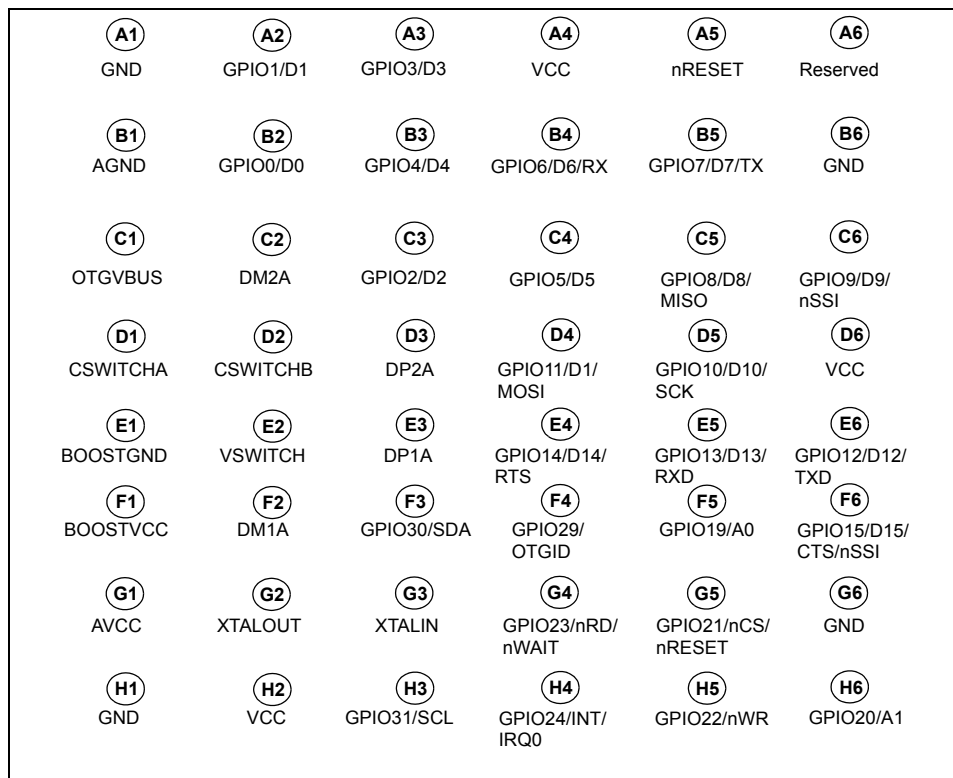 A1 A2 A3 A4 A5 A6
GND GPIO1/D1 GPIO3/D3 VCC nRESET Reserved
B1 B2 B3 B4 B5 B6
AGND GPIO0/D0 GPIO4/D4 GPIO6/D6/RX GPIO7/D7/TX GND
C1 C2 C3 C4 C5 C6
OTGVBUS DM2A GPIO2/D2 GPIO5/D5 GPIO8/D8/ GPIO9/D9/
MISO nSSI
D1 D2 D3 D4 D5 D6
CSWITCHA CSWITCHB DP2A GPIO11/D1/ GPIO10/D10/ VCC
MOSI SCK
E1 E2 E3 E4 E5 E6
BOOSTGND VSWITCH DP1A GPIO14/D14/ GPIO13/D13/ GPIO12/D12/
RTS RXD TXD
F1 F2 F3 F4 F5 F6
BOOSTVCC DM1A GPIO30/SDA GPIO29/ GPIO19/A0 GPIO15/D15/
OTGID CTS/nSSI
G1 G2 G3 G4 G5 G6
AVCC XTALOUT XTALIN GPIO23/nRD/ GPIO21/nCS/ GND
nWAIT nRESET
H1 H2 H3 H4 H5 H6
GND VCC GPIO31/SCL GPIO24/INT/ GPIO22/nWR GPIO20/A1
IRQ0